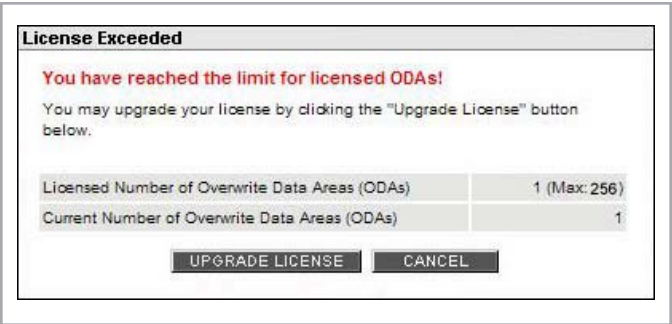 License Exceeded
You have reached the limit for licensed ODAs!
You may upgrade your license by clicking the "Upgrade License" button
below.
Licensed Number of Overwrite Data Areas (ODAs) 1 (Max: 256)
Current Number of Overwrite Data Areas (ODAs) 1
UPGRADE LICENSE CANCEL